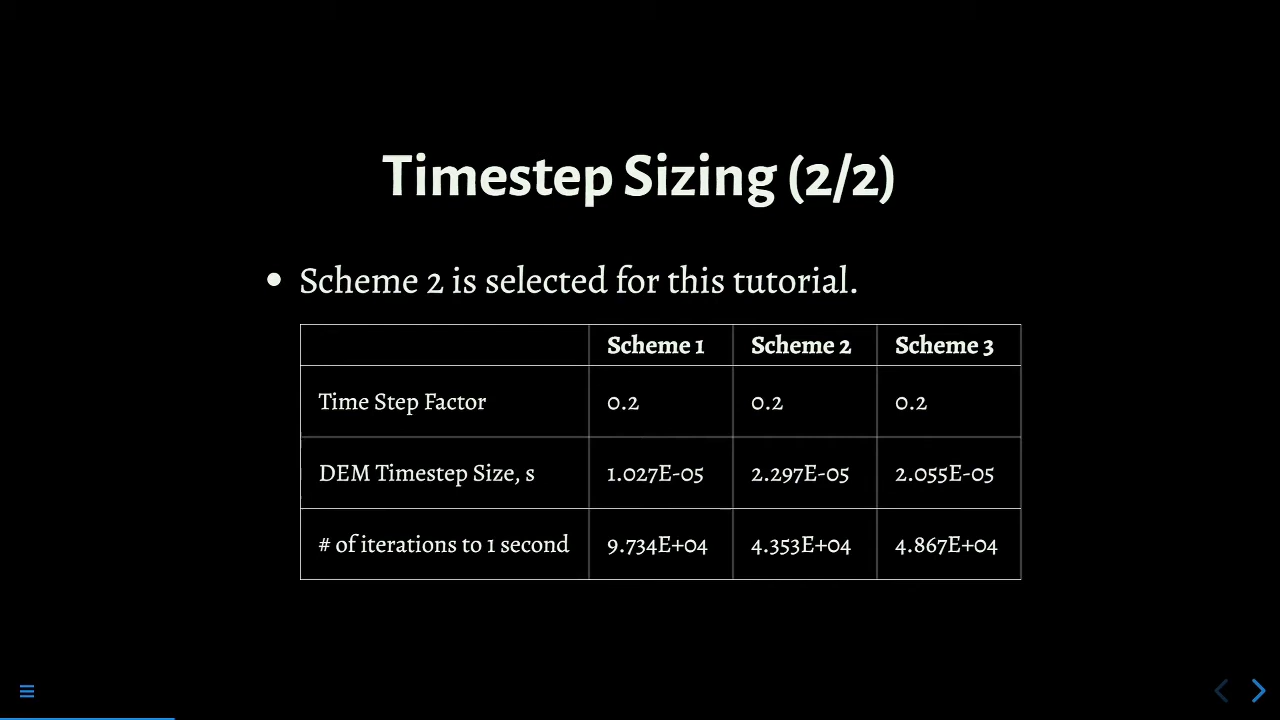 Timestep Sizing (2/2)
• Scheme 2 is selected for this tutorial.
Scheme 1 Scheme 2 Scheme 3
Time Step Factor 0.2 0.2 0.2
DEM Timestep Size, s 1.027E-05 2.297E-05 2.055E-05
# of iterations to 1 second 9.734E+04 4.353E+04 4.867E+04